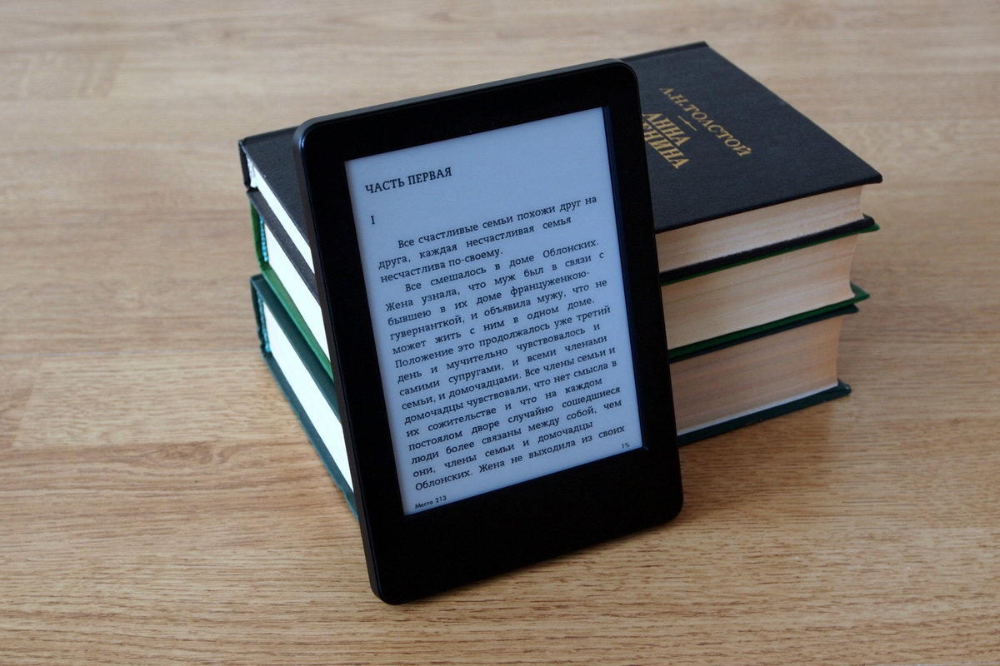 ЧАСТЬ ПЕРВАЯ
I
Все счастливые семьи похожи друг на
друга, каждая несчастливая семья
несчастлива по-своему.
Все смешалось в доме Облонских.
Жена узнала, что муж был в связи с
бывшею в их доме француженкою-
гувернанткой, и объявила мужу, что не
может жить с ним в одном доме.
Положение это продолжалось уже третий
день и мучительно чувствовалось и
самими супругами, и всеми членами
семьи, и домочадцами. Все члены семьи и
домочадцы чувствовали, что нет смысла в
их сожительстве и что на каждом
постоялом дворе случайно сошедшиеся
люди более связаны между собой, чем
они, члены семьи и домочадцы
Облонских. Жена не выходила из своих
Место 213
1%
Л.Н.ТОЛСТОЙ
АННА